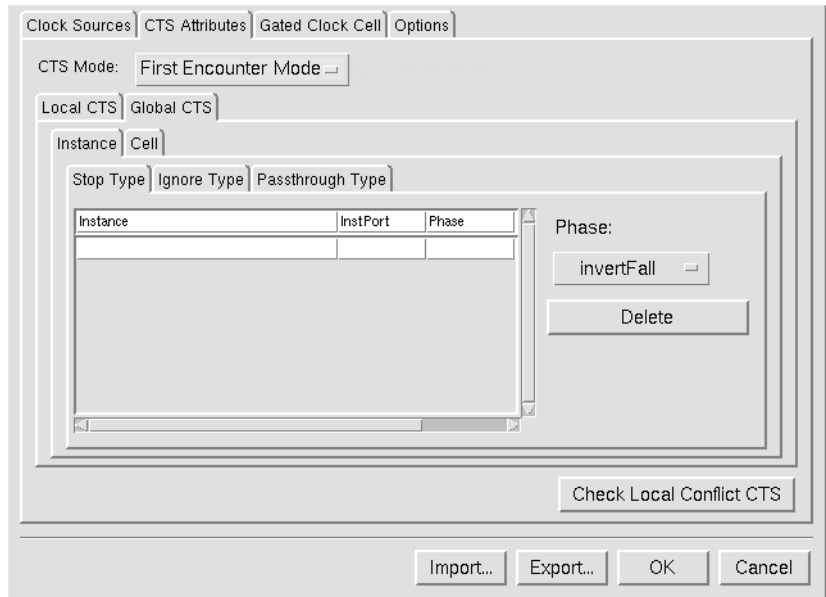 Clock Sources CTS Attributes Gated Clock Cell Options
CTS Mode: First Encounter Mode
Local CTS Global CTS
Instance Cell
Stop Type Ignore Type Passthrough Type
Instance InstPort Phase
Phase:
invertFall
Delete
Check Local Conflict CTS
Import... Export... OK Cancel